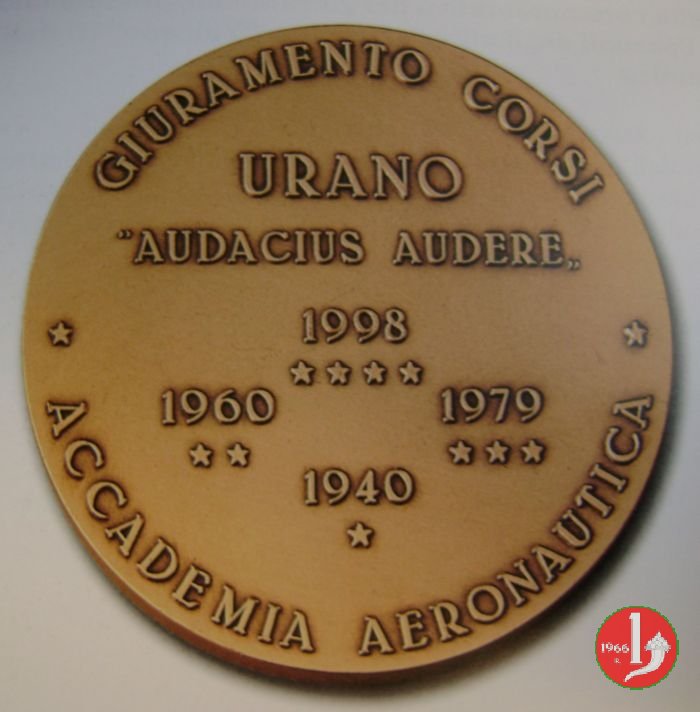 GIURAMENTO CORSI
URANO
"AUDACIUS AUDERE„
1998
1960
1979
1940
ACCADEMIA AERONAUTICA
1966
R.